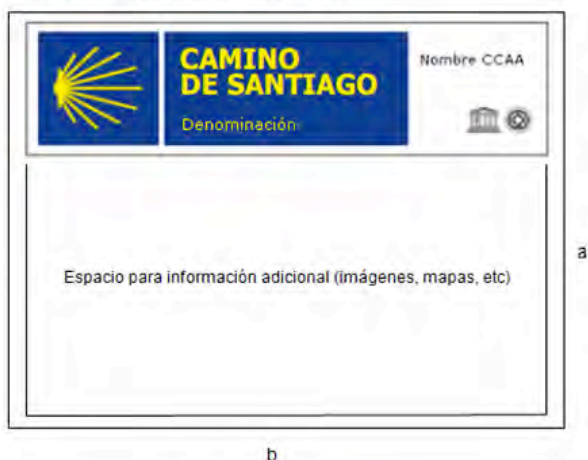 CAMINO
DE SANTIAGO
Denominación
Nombre CCAA
Espacio para información adicional (imágenes, mapas, etc)
a
b